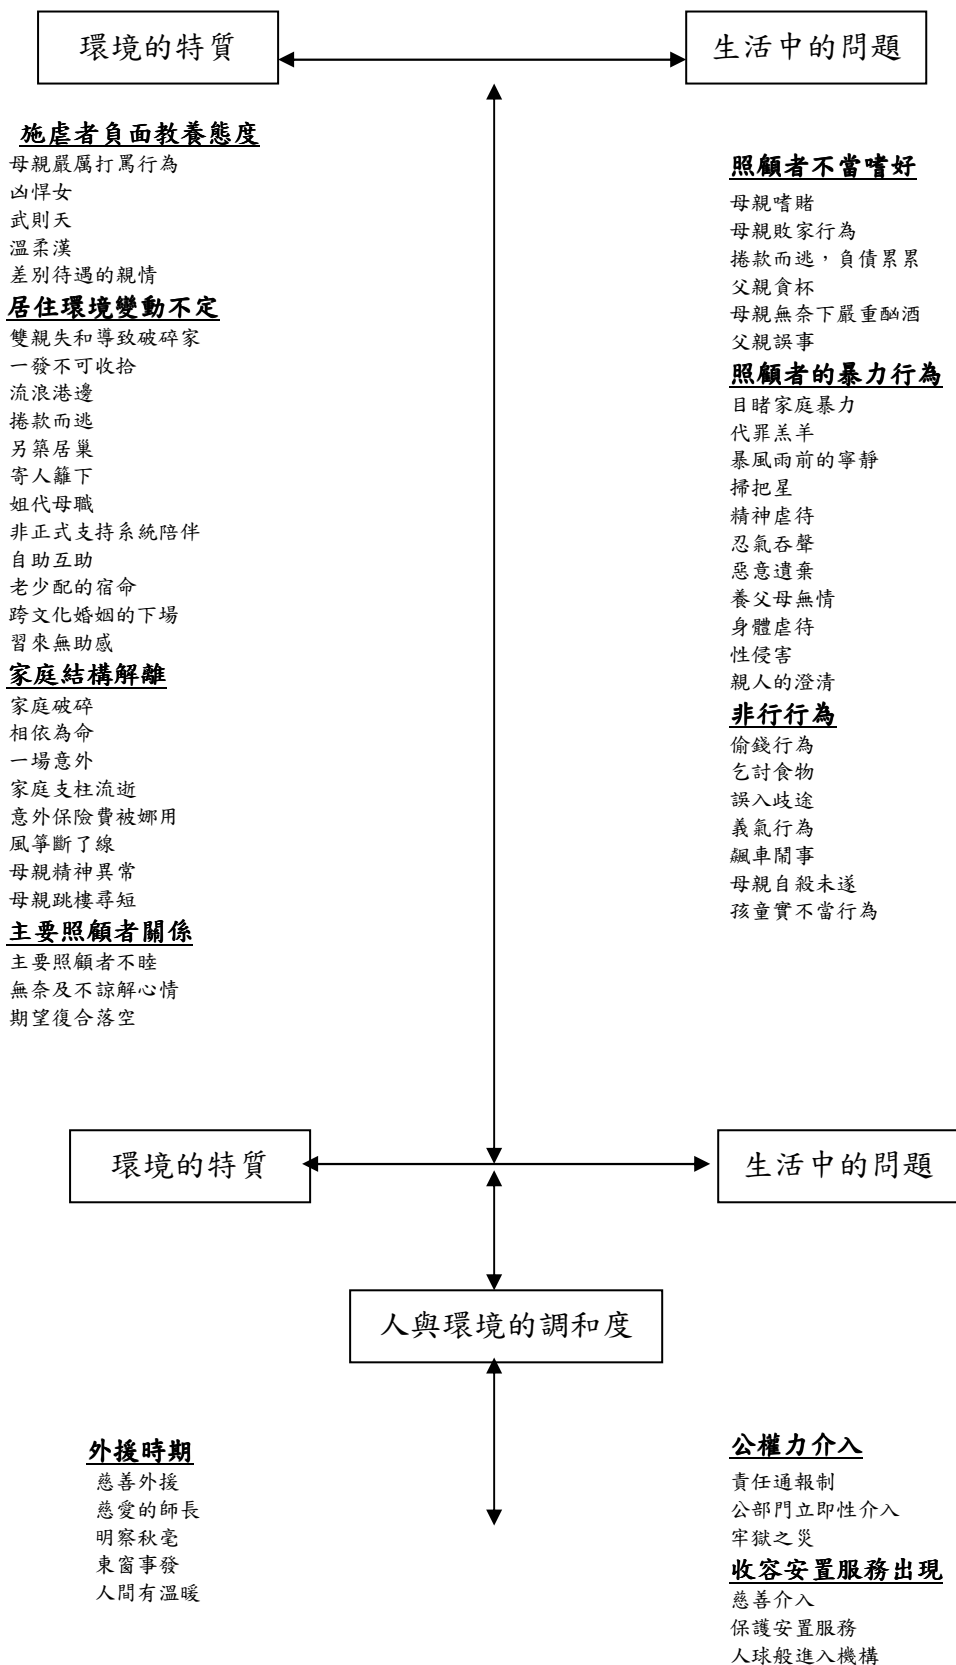 環境的特質
生活中的問題
施虐者負面教養態度
母親嚴厲打罵行為
凶悍女
武則天
溫柔漢
差別待遇的親情
居住環境變動不定
雙親失和導致破碎家
一發不可收拾
流浪港邊
捲款而逃
另築居巢
寄人籬下
姐代母職
非正式支持系統陪伴
自助互助
老少配的宿命
跨文化婚姻的下場
習來無助感
家庭結構解離
家庭破碎
相依為命
一場意外
家庭支柱流逝
意外保險費被娜用
風箏斷了線
母親精神異常
母親跳樓尋短
主要照顧者關係
主要照顧者不睦
無奈及不諒解心情
期望復合落空
照顧者不當嗜好
母親嗜賭
母親敗家行為
捲款而逃，負債累累
父親貪杯
母親無奈下嚴重酗酒
父親誤事
照顧者的暴力行為
目睹家庭暴力
代罪羔羊
暴風雨前的寧靜
掃把星
精神虐待
忍氣吞聲
惡意遺棄
養父母無情
身體虐待
性侵害
親人的澄清
非行行為
偷錢行為
乞討食物
誤入歧途
義氣行為
飆車鬧事
母親自殺未遂
孩童實不當行為
環境的特質
生活中的問題
人與環境的調和度
外援時期
慈善外援
慈愛的師長
明察秋毫
東窗事發
人間有溫暖
公權力介入
責任通報制
公部門立即性介入
牢獄之災
收容安置服務出現
慈善介入
保護安置服務
人球般進入機構